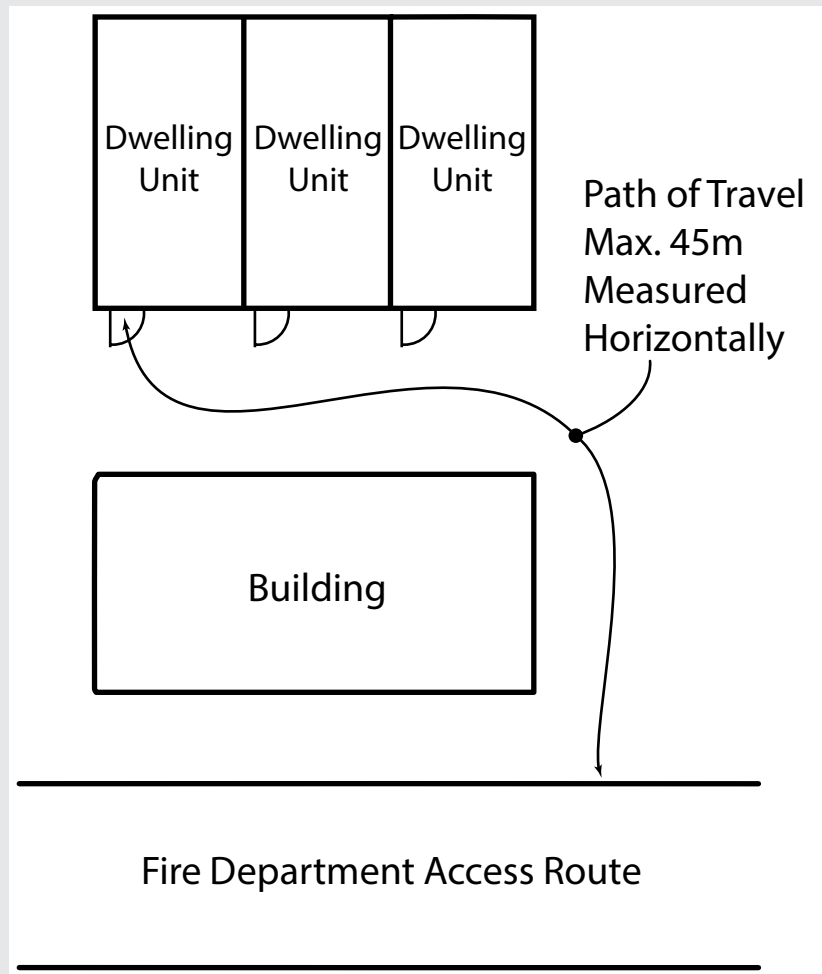 Dwelling
Unit
Dwelling
Unit
Dwelling
Unit
Path of Travel
Max. 45m
Measured
Horizontally
Building
Fire Department Access Route